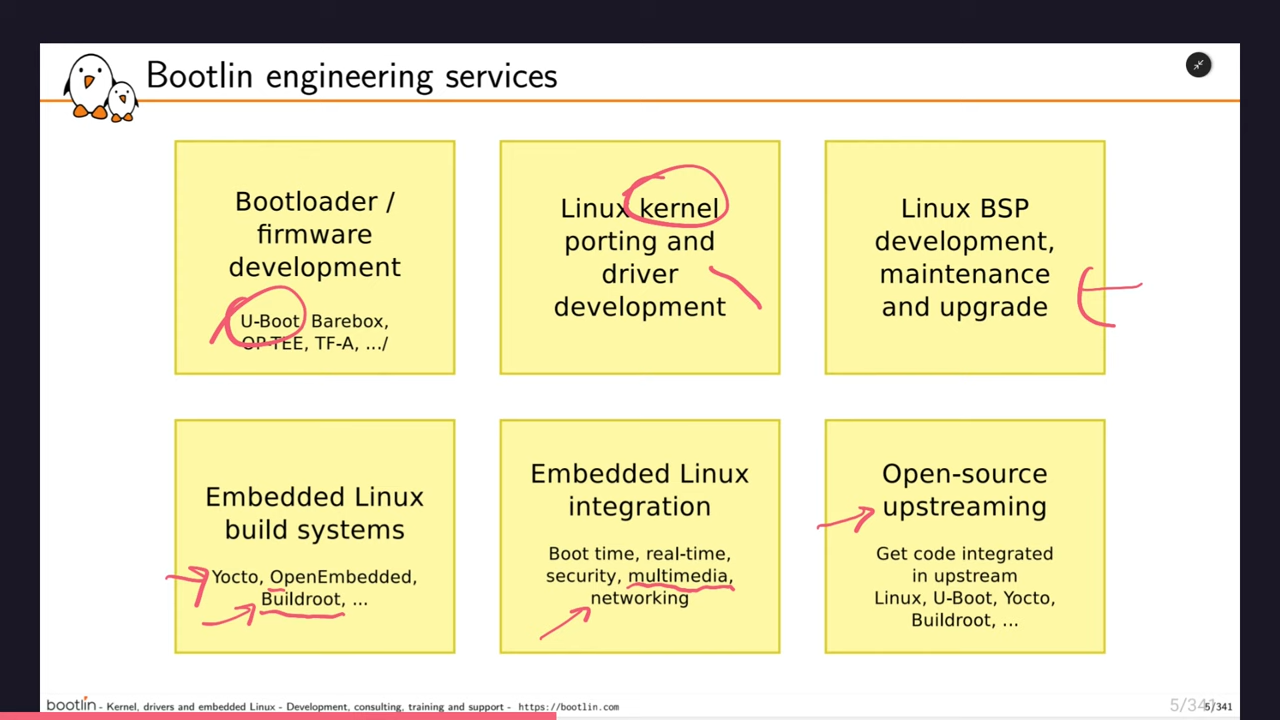 Bootlin engineering services
Bootloader /
firmware
development
U-Boot, Barebox,
OP-TEE, TF-A, .../
Linux kernel
porting and
driver
development
Linux BSP
development,
maintenance
and upgrade
Embedded Linux
build systems
Yocto, OpenEmbedded,
Buildroot, ...
Embedded Linux
integration
Boot time, real-time,
security, multimedia,
networking
Open-source
upstreaming
Get code integrated
in upstream
Linux, U-Boot, Yocto,
Buildroot, ...
bootlin - Kernel, drivers and embedded Linux - Development, consulting, training and support - https://bootlin.com
5/341
5/341